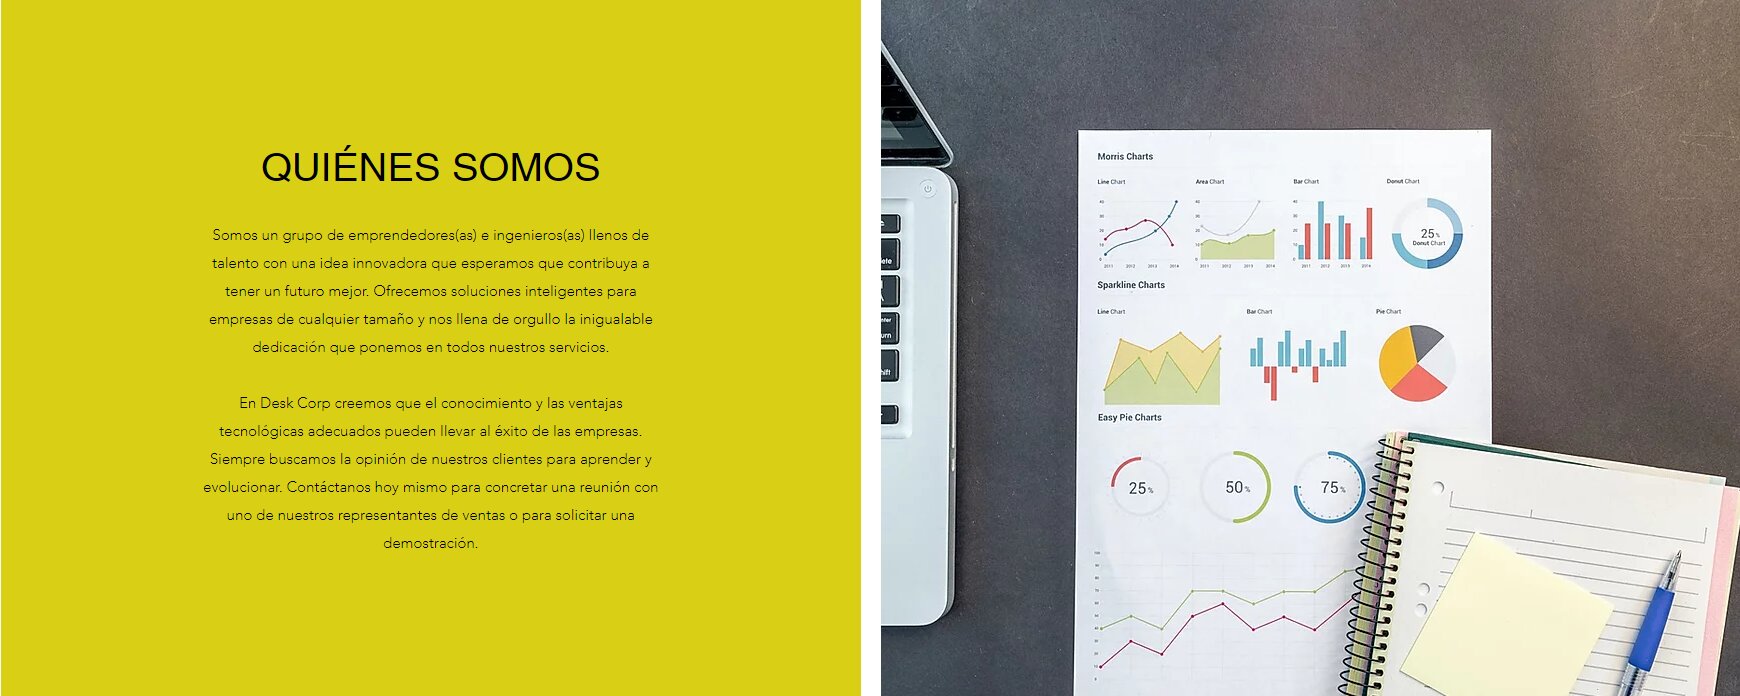 QUIÉNES SOMOS
Somos un grupo de emprendedores(as) e ingenieros(as) llenos de
talento con una idea innovadora que esperamos que contribuya a
tener un futuro mejor. Ofrecemos soluciones inteligentes para
empresas de cualquier tamaño y nos llena de orgullo la inigualable
dedicación que ponemos en todos nuestros servicios.
En Desk Corp creemos que el conocimiento y las ventajas
tecnológicas adecuados pueden llevar al éxito de las empresas.
Siempre buscamos la opinión de nuestros clientes para aprender y
evolucionar. Contáctanos hoy mismo para concretar una reunión con
uno de nuestros representantes de ventas o para solicitar una
demostración.
Morris Charts
Line Chart
Area Chart
Bar Chart
Donut Chart
25%
Donut Chart
2011 2012 2013 2014
Sparkline Charts
Line Chart
Bar Chart
Pie Chart
Easy Pie Charts
25%
50%
75%